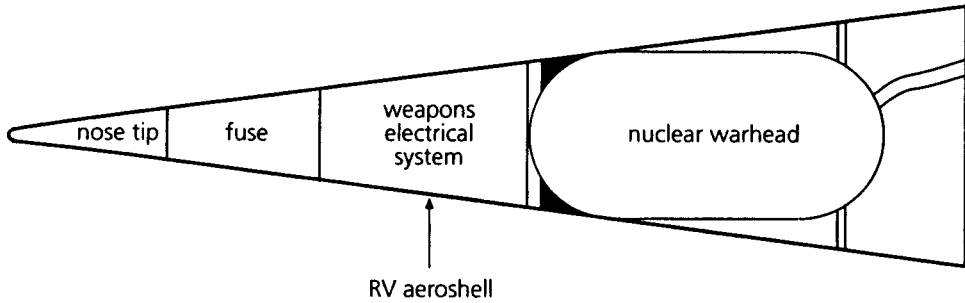 nose tip
fuse
weapons
electrical
system
nuclear warhead
RV aeroshell